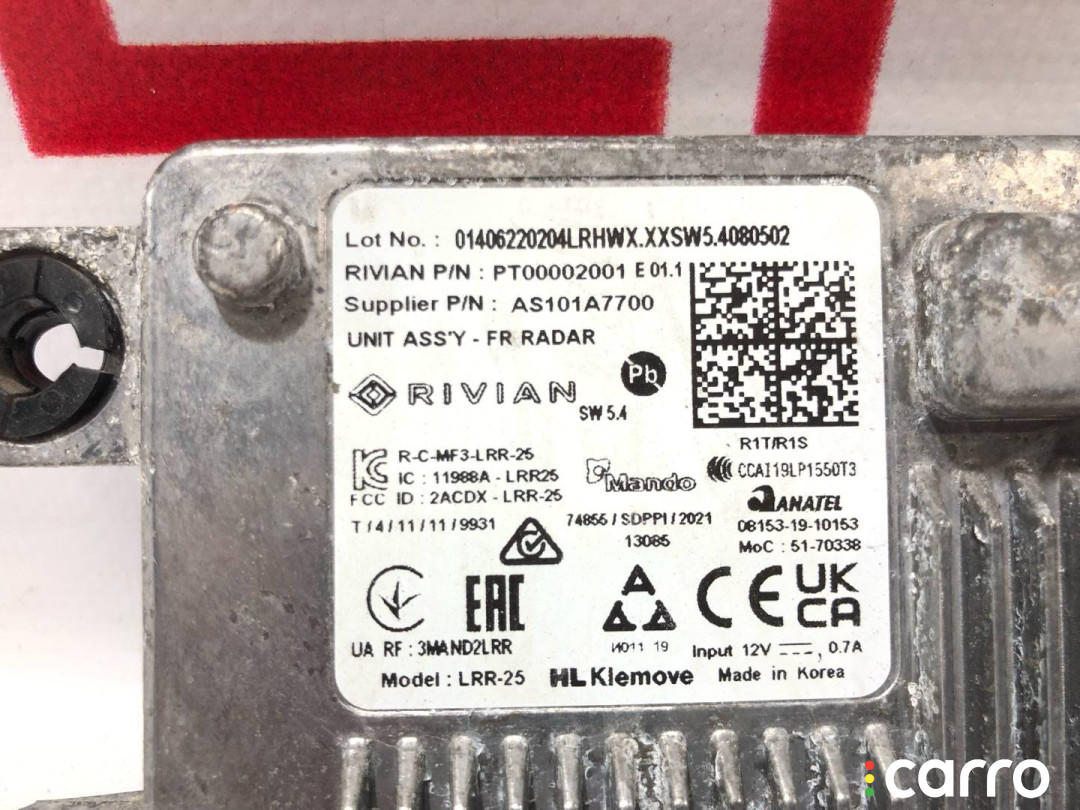 Lot No. : 01406220204LRHWX.XXSW5.4080502
RIVIAN P/N : PT00002001 E 01.1
Supplier P/N : AS101A7700
UNIT ASS'Y - FR RADAR
Pb
RIVIAN
SW 5.4
R1T/R1S
R-C-MF3-LRR-25
IC : 11988A - LRR25
FCC ID : 2ACDX - LRR-25
Mando
CCAI19LP1550T3
ANATEL
T/4/11/11/9931
74855 / SDPPI / 2021
13085
08153-19-10153
MoC : 51-70338
EAC
A
CE
UK
CA
UA RF : 3MAND2LRR
И011 19
Input 12V , 0.7A
Model : LRR-25
HL Klemove
Made in Korea
carro